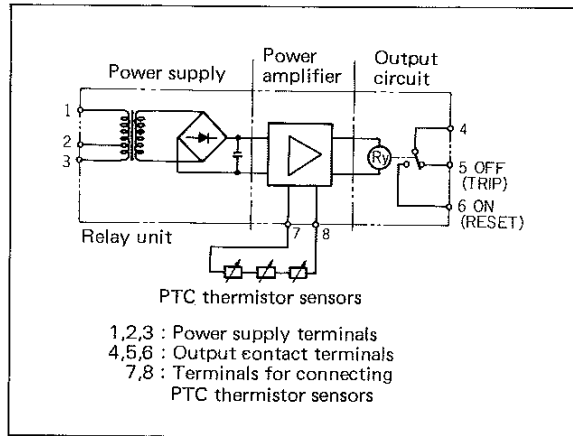 Power supply
Power
amplifier
Output
circuit
1
2
3
Ry
4
5 OFF
(TRIP)
6 ON
(RESET)
7
8
Relay unit
PTC thermistor sensors
1,2,3 : Power supply terminals
4,5,6 : Output contact terminals
7,8 : Terminals for connecting
PTC thermistor sensors